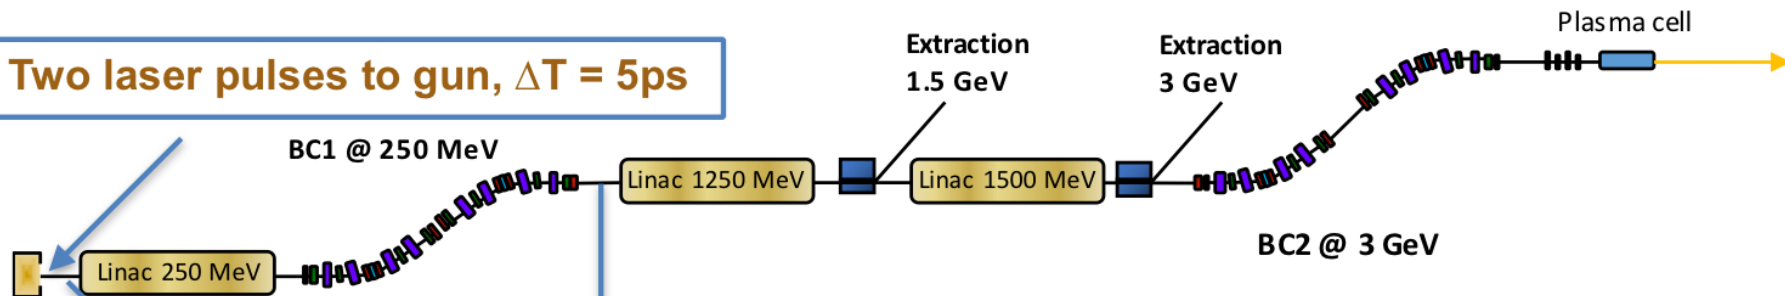 Plasma cell
Extraction
1.5 GeV
Extraction
3 GeV
Two laser pulses to gun, ΔT = 5ps
BC1 @ 250 MeV
Linac 1250 MeV
Linac 1500 MeV
BC2 @ 3 GeV
Linac 250 MeV